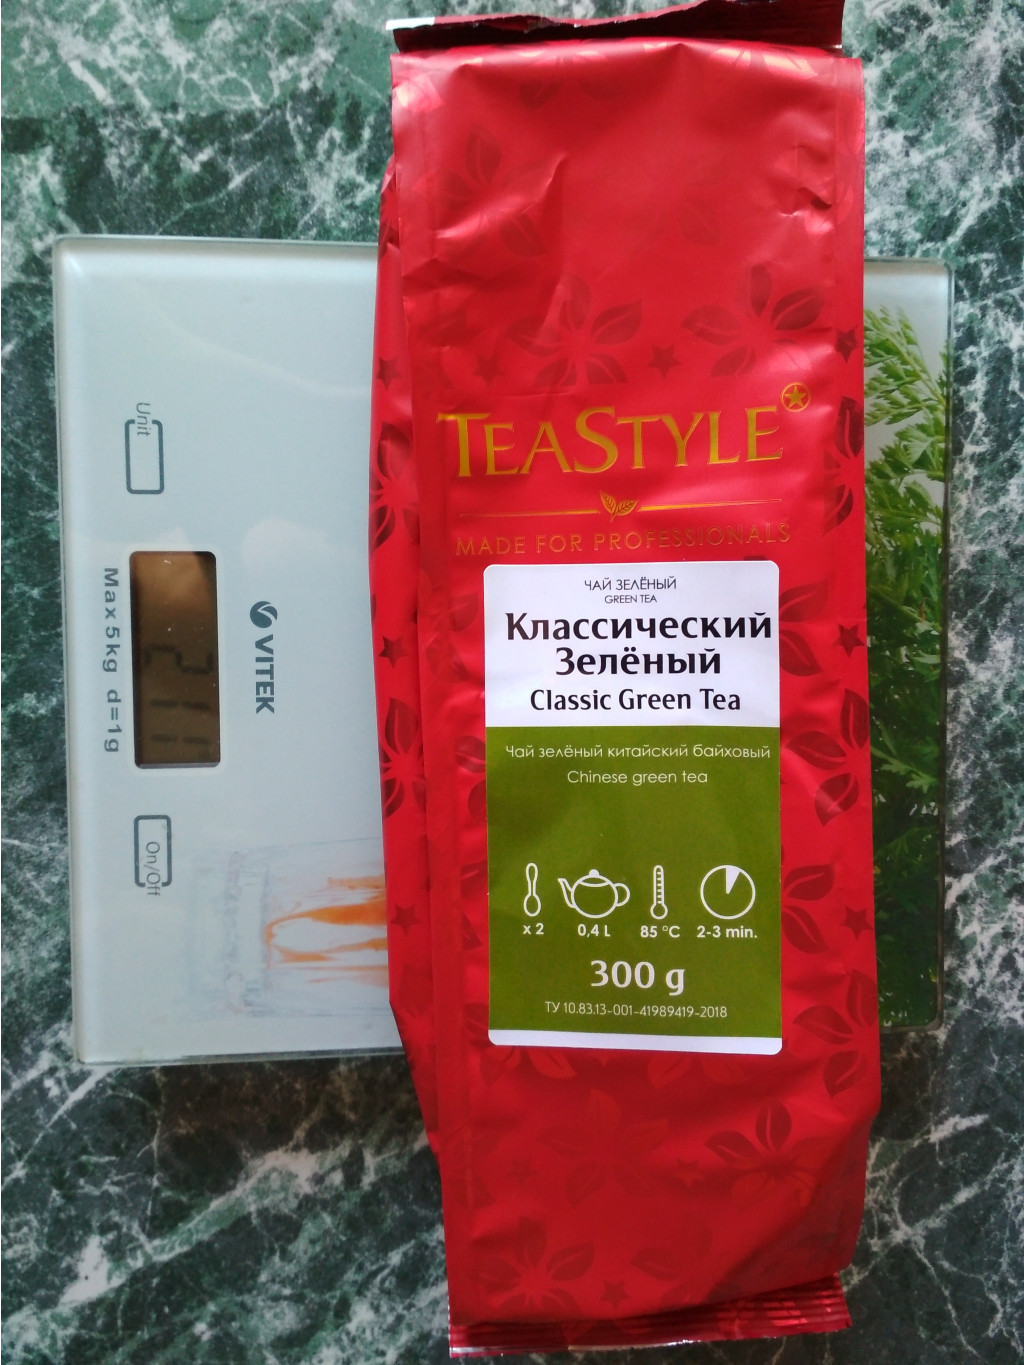 TEASTYLE
MADE FOR PROFESSIONALS
ЧАЙ ЗЕЛЁНЫЙ
GREEN TEA
Классический
Зелёный
Classic Green Tea
Чай зелёный китайский байховый
Chinese green tea
x 2 0,4 L 85 °C 2-3 min.
300 g
ТУ 10.83.13-001-41989419-2018
Unit
Max 5kg d=1g
VITEK
On/Off